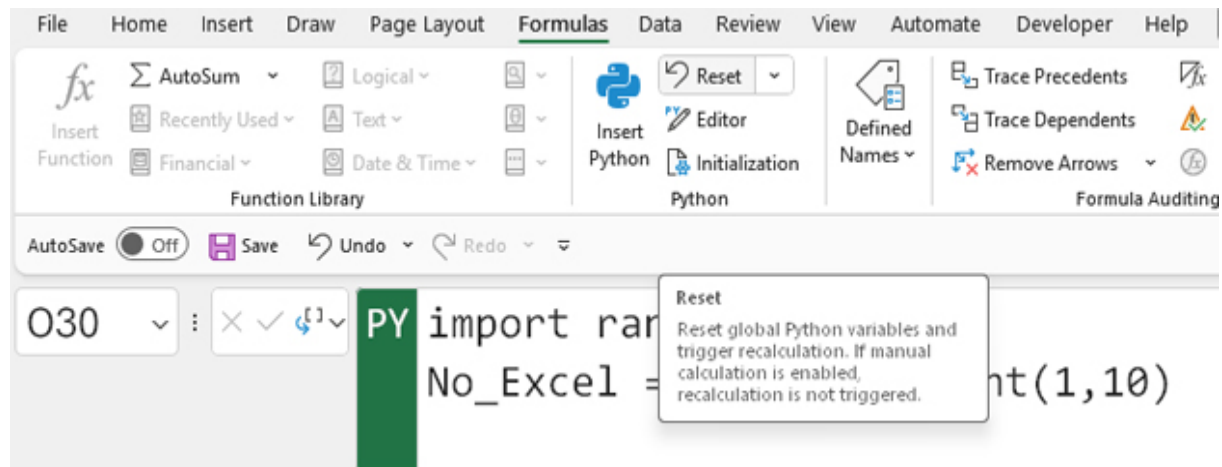 File Home Insert Draw Page Layout Formulas Data Review View Automate Developer Help
fx
Insert
Function
AutoSum
Recently Used
Financial
Logical
Text
Date & Time
Function Library
Insert
Python
Reset
Editor
Initialization
Python
Defined
Names
Trace Precedents
Trace Dependents
Remove Arrows
fx
Formula Auditing
AutoSave Off Save Undo Redo
O30
PY import ran
No_Excel = nt(1,10)
Reset
Reset global Python variables and
trigger recalculation. If manual
calculation is enabled,
recalculation is not triggered.